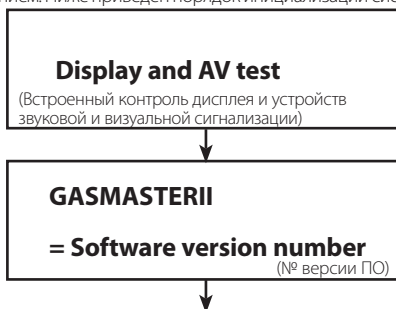 Display and AV test
(Встроенный контроль дисплея и устройств
звуковой и визуальной сигнализации)
GASMASTERII
= Software version number
(№ версии ПО)